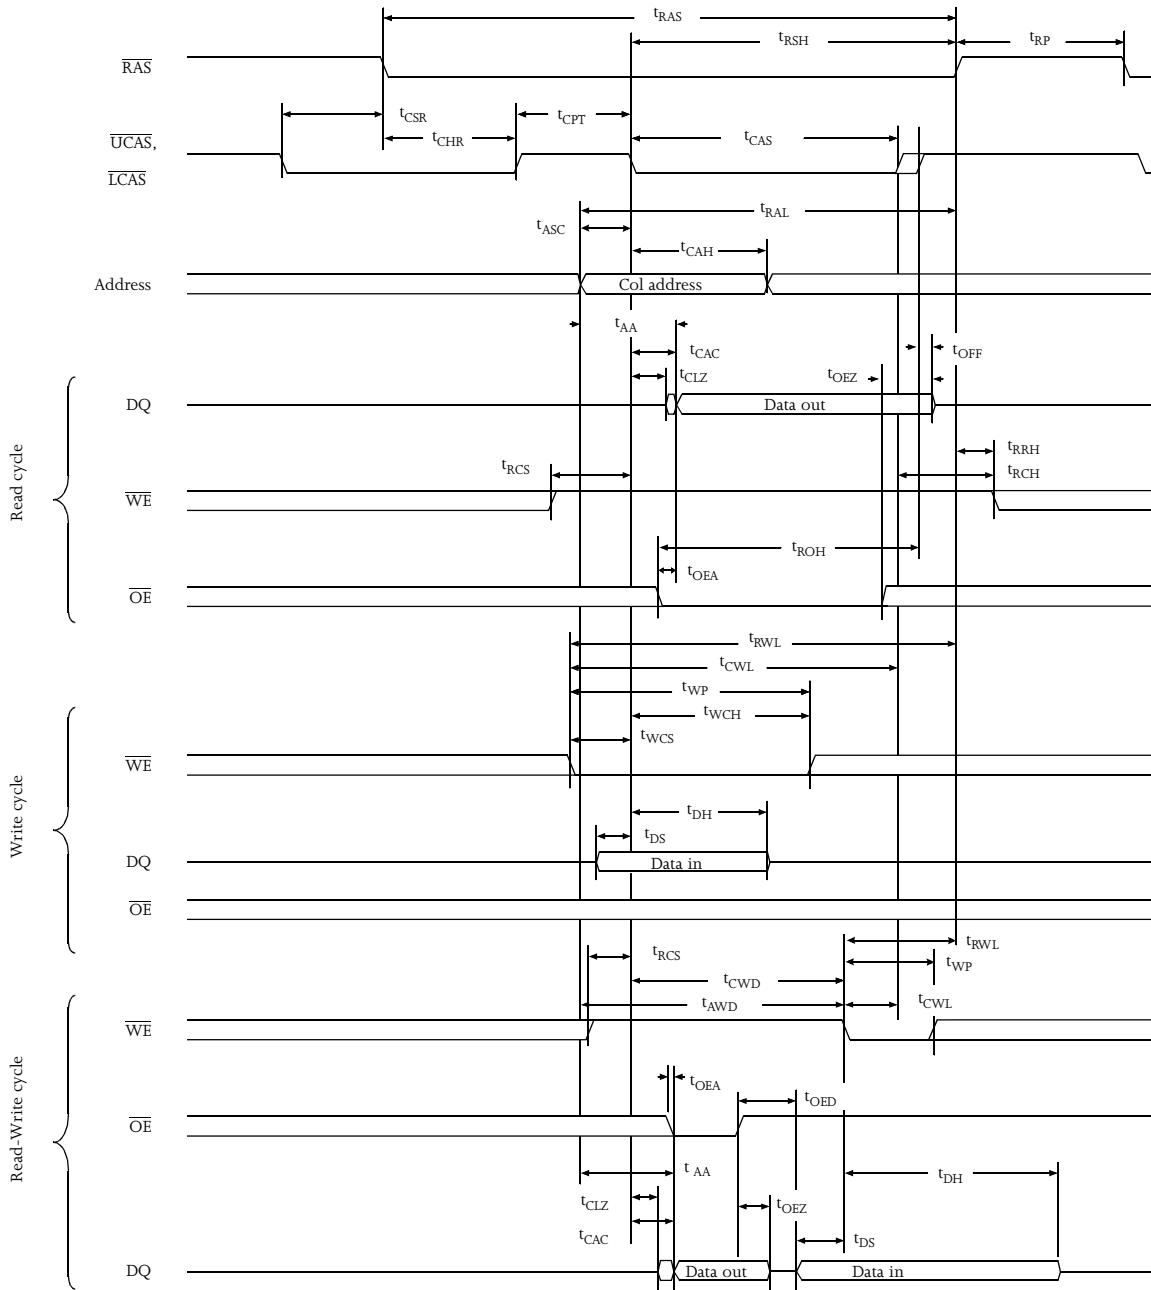 tRAS
tRSH
tRP
RAS
tCSR
tCPT
UCAS,
tCHR
tCAS
LCAS
tRAL
tASC
tCAH
Address
Col address
tAA
tCAC
tOFF
tCLZ
tOEZ
DQ
Data out
Read cycle
tRRH
tRCS
tRCH
WE
tROH
tOEA
OE
tRWL
tCWL
tWP
tWCH
tWCS
WE
Write cycle
tDH
tDS
DQ
Data in
OE
tRWL
tRCS
tWP
tCWD
tAWD
tCWL
WE
Read-Write cycle
tOEA
tOED
OE
t AA
tDH
tCLZ
tOEZ
tCAC
tDS
DQ
Data out
Data in